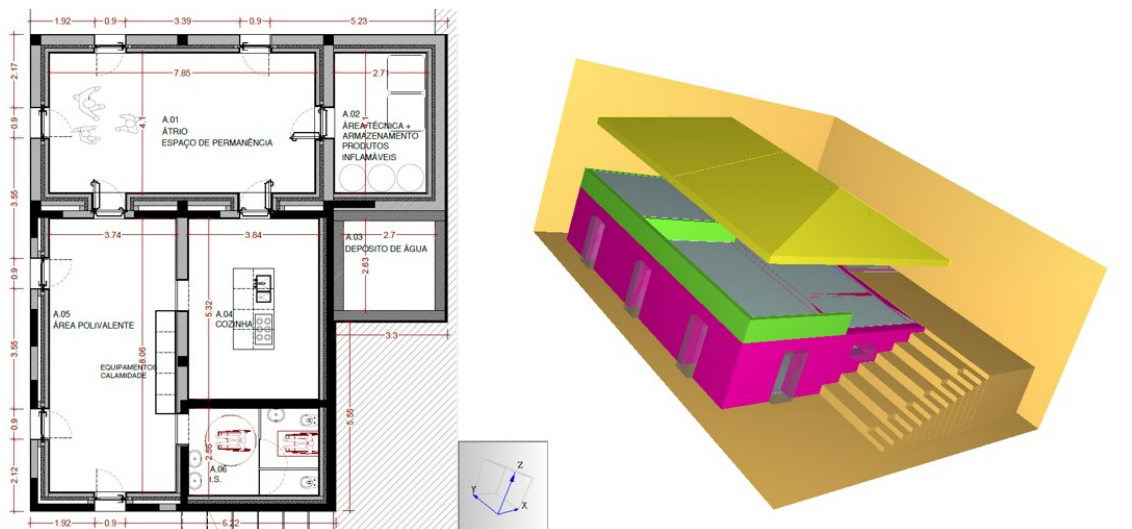 1.92
0.9
3.39
0.9
5.23
2.17
0.9
3.55
0.9
3.55
0.9
2.12
7.85
4.1
2.71
A.01
ÁTRIO
ESPAÇO DE PERMANÊNCIA
A.02
ÁREA TÉCNICA +
ARMAZENAMENTO
PRODUTOS
INFLAMÁVEIS
3.74
3.84
A.03
2.7
DEPÓSITO DE ÁGUA
2.63
3.3
5.32
A.04
COZINHA
A.05
ÁREA POLIVALENTE
8.06
EQUIPAMENTOS
CALAMIDADE
5.55
2.56
A.06
I.S.
1.92
0.9
6.22
Z
Y
X